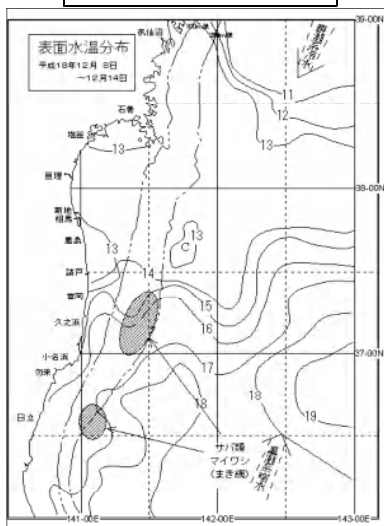 表面水温分布
平成18年12月 8日
～12月14日
気仙沼
39-00N
11
12
石巻
塩釜
13
13
亘理
38-00N
新地
相馬
鹿島
13
13
C
請戸
14
富岡
15
16
久之浜
37-00N
小名浜
17
勿来
18
18
19
日立
サバ類
マイワシ
(まき網)
141-00E
142-00E
143-00E